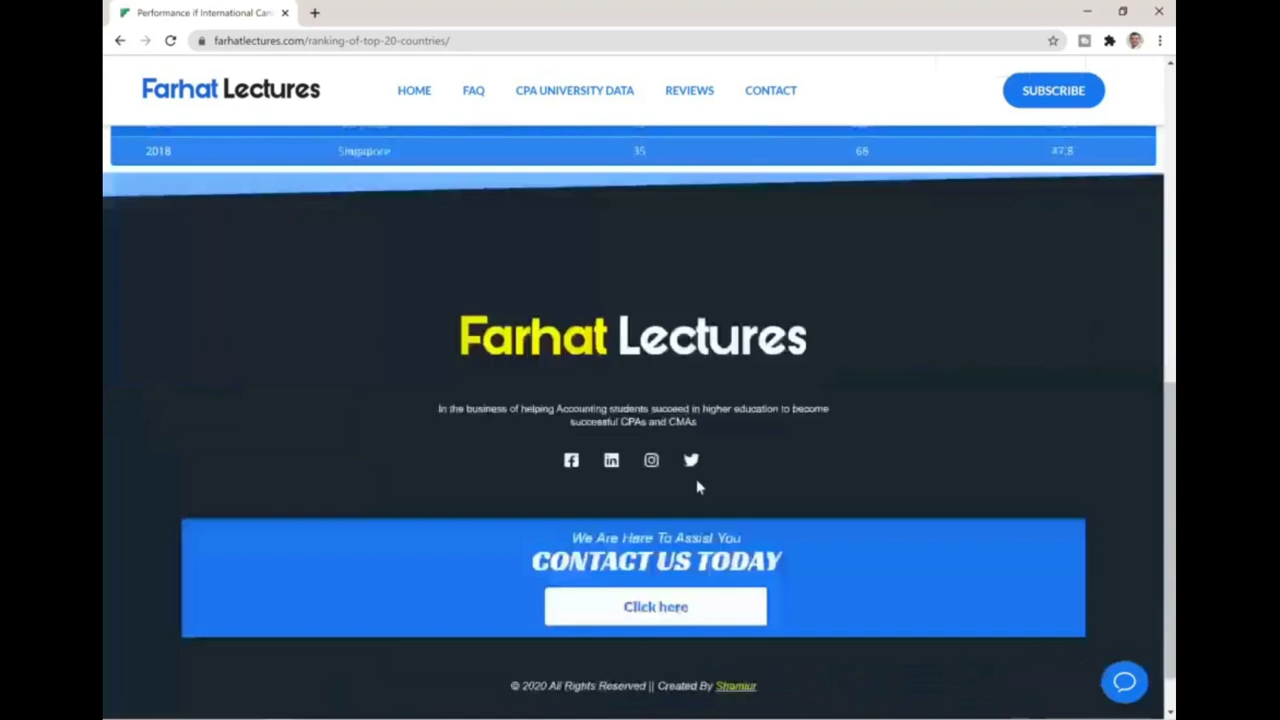 Performance if International Can
farhatlectures.com/ranking-of-top-20-countries/
Farhat Lectures
HOME FAQ CPA UNIVERSITY DATA REVIEWS CONTACT
SUBSCRIBE
2018 Singapore 35 68 47.8
Farhat Lectures
In the business of helping Accounting students succeed in higher education to become
successful CPAs and CMAs
We Are Here To Assist You
CONTACT US TODAY
Click here
© 2020 All Rights Reserved || Created By Shamiur